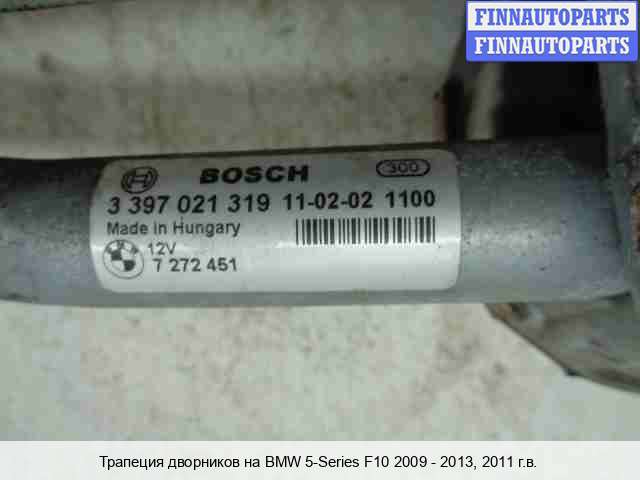 FINNAUTOPARTS
FINNAUTOPARTS
BOSCH 300
3 397 021 319 11-02-02 1100
Made in Hungary
12V
7 272 451
Трапеция дворников на BMW 5-Series F10 2009 - 2013, 2011 г.в.